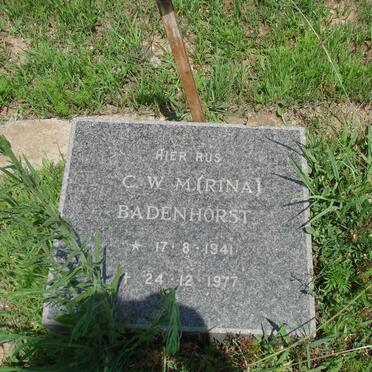 HIER RUS
C. W. M. (RINA)
BADENHORST
* 17·8·1941
† 24·12·1977